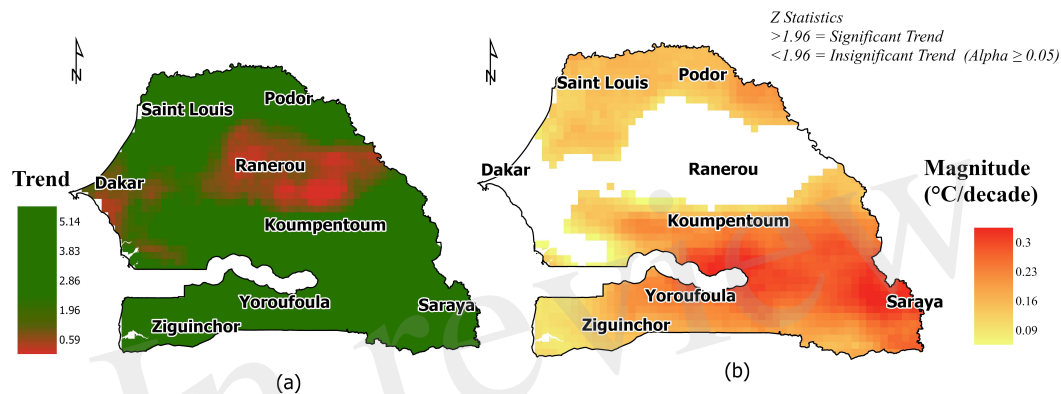 Z Statistics
>1.96 = Significant Trend
<1.96 = Insignificant Trend (Alpha ≥ 0.05)
N
Saint Louis
Podor
Ranerou
Dakar
Koumpentoum
Yoroufoula
Saraya
Ziguinchor
Trend
5.14
3.83
2.86
1.96
0.59
(a)
N
Saint Louis
Podor
Ranerou
Dakar
Koumpentoum
Yoroufoula
Saraya
Ziguinchor
Magnitude
(°C/decade)
0.3
0.23
0.16
0.09
(b)
In review